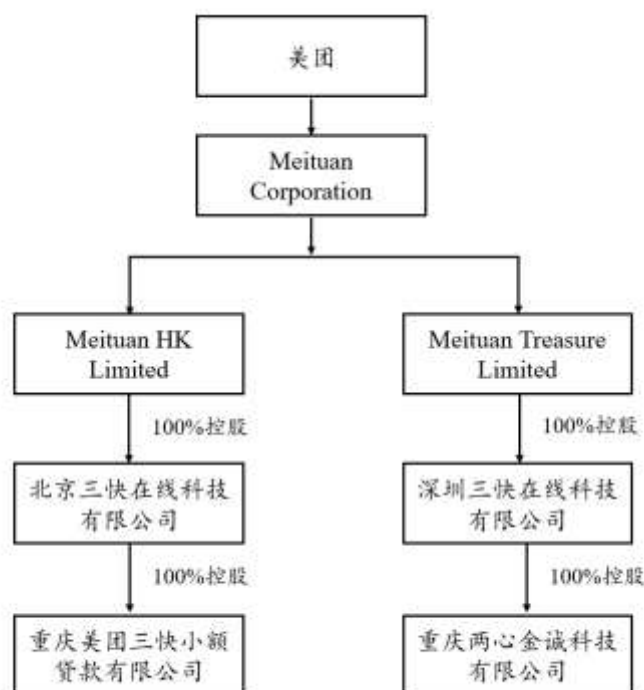 美团
Meituan
Corporation
Meituan HK
Limited
Meituan Treasure
Limited
100%控股
100%控股
北京三快在线科技
有限公司
深圳三快在线科技
有限公司
100%控股
100%控股
重庆美团三快小额
贷款有限公司
重庆两心金诚科技
有限公司